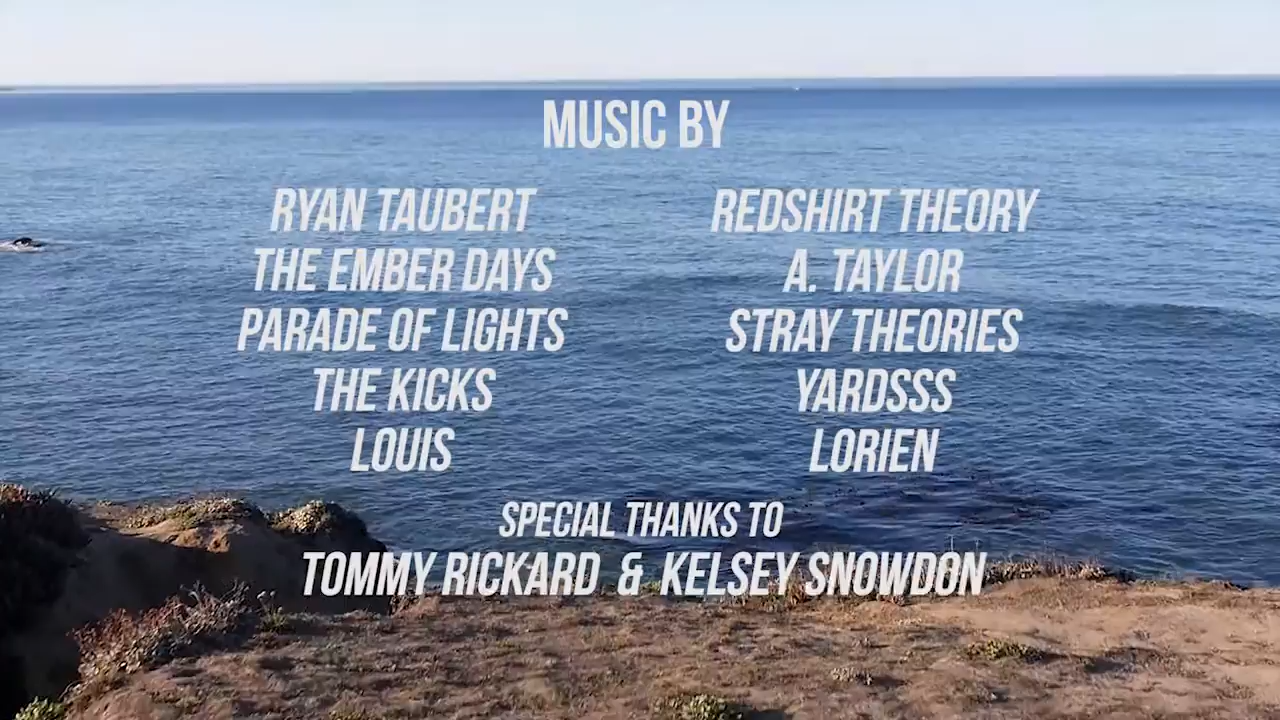 MUSIC BY
RYAN TAUBERT
THE EMBER DAYS
PARADE OF LIGHTS
THE KICKS
LOUIS
REDSHIRT THEORY
A. TAYLOR
STRAY THEORIES
YARDSSS
LORIEN
SPECIAL THANKS TO
TOMMY RICKARD & KELSEY SNOWDON